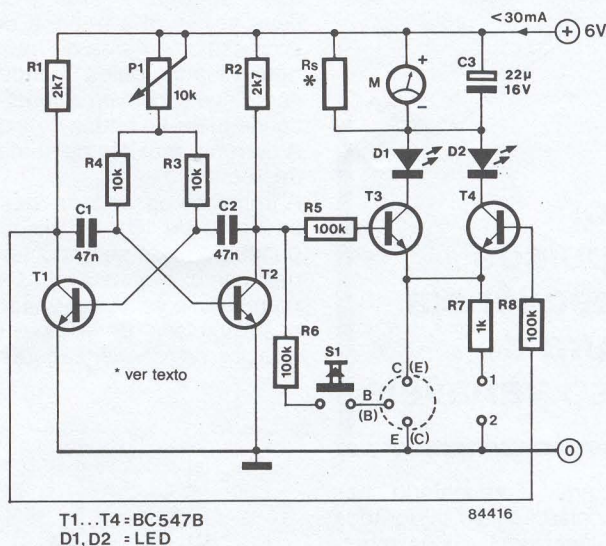 <30mA
+ 6V
R1
2k7
P1
10k
R2
2k7
Rs
*
M
+
−
C3
22µ
16V
R4
10k
R3
10k
D1
D2
C1
47n
C2
47n
R5
100k
T3
T4
T1
T2
R6
100k
S1
R7
1k
R8
100k
* ver texto
C (E)
B
(B)
E (C)
1
2
0
84416
T1...T4 = BC547B
D1, D2 = LED